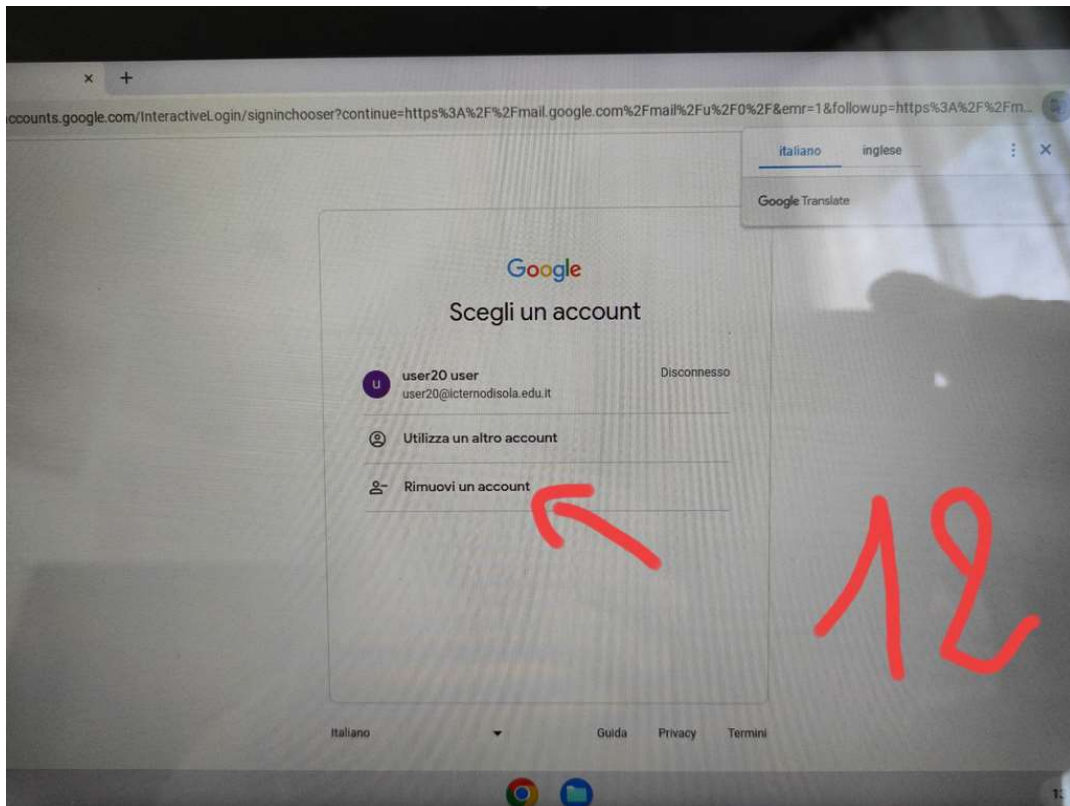 ccounts.google.com/InteractiveLogin/signinchooser?continue=https%3A%2F%2Fmail.google.com%2Fmail%2Fu%2F0%2F&emr=1&followup=https%3A%2F%2Fm...
italiano inglese
Google Translate
Google
Scegli un account
U
user20 user
Disconnesso
user20@icternodisola.edu.it
Utilizza un altro account
Rimuovi un account
12
Italiano
Guida Privacy Termini